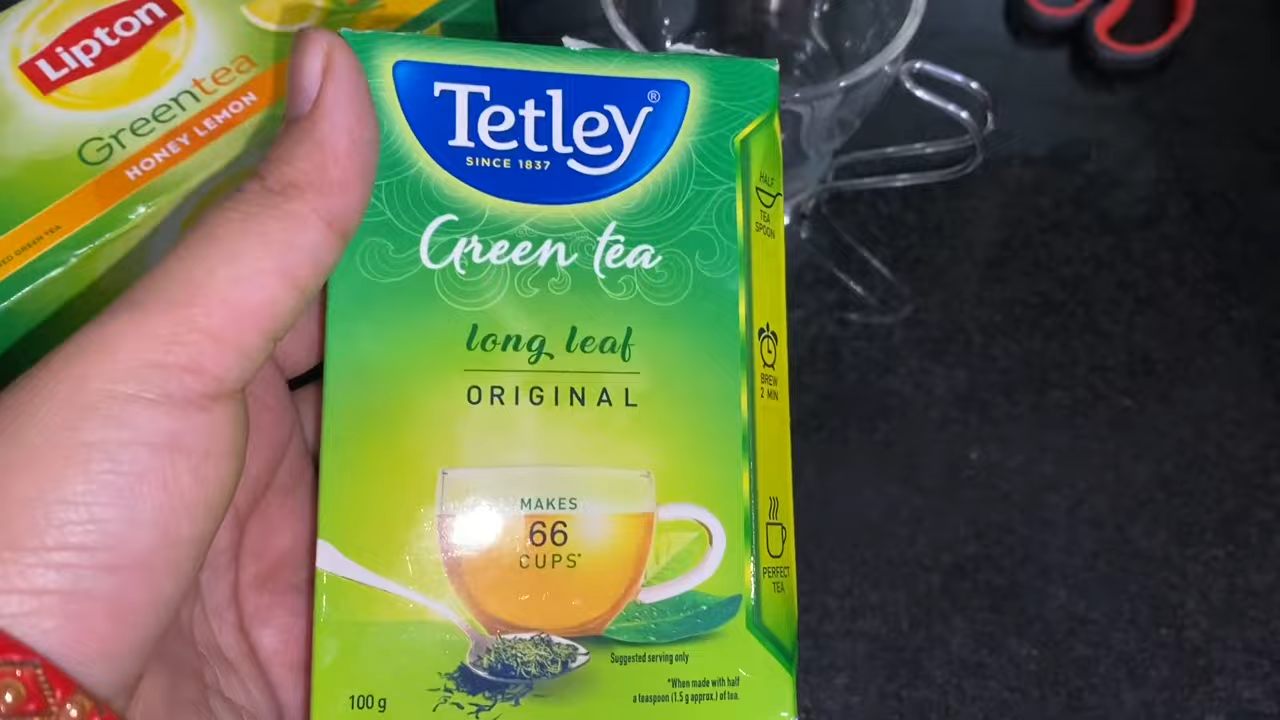 Lipton
Green tea
HONEY LEMON
GREEN TEA
Tetley®
SINCE 1837
Green tea
long leaf
ORIGINAL
MAKES
66
CUPS*
Suggested serving only
*When made with half
a teaspoon (1.5 g approx.) of tea.
100 g
HALF
TEA
SPOON
BREW
2 MIN
PERFECT
TEA